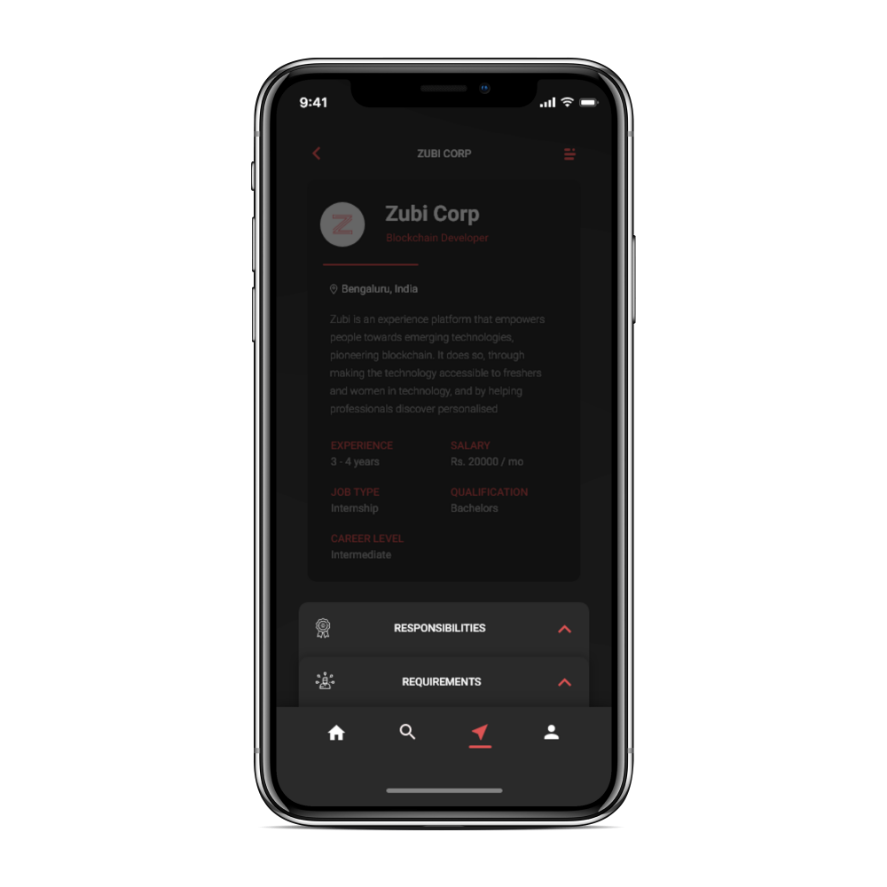 9:41
ZUBI CORP
Z
Zubi Corp
Blockchain Developer
Bengaluru, India
Zubi is an experience platform that empowers
people towards emerging technologies,
pioneering blockchain. It does so, through
making the technology accessible to freshers
and women in technology, and by helping
professionals discover personalised
EXPERIENCE SALARY
3 - 4 years Rs. 20000 / mo
JOB TYPE QUALIFICATION
Internship Bachelors
CAREER LEVEL
Intermediate
RESPONSIBILITIES
REQUIREMENTS